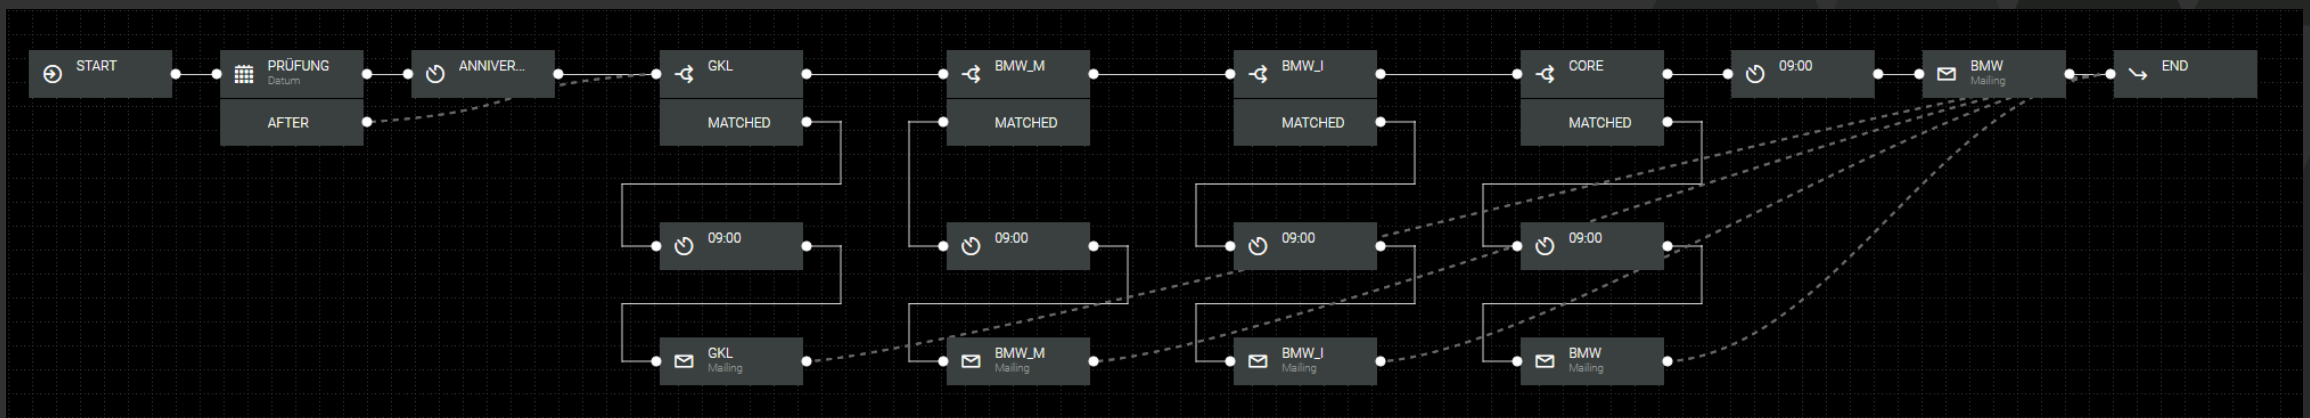 START
PRÜFUNG
Datum
AFTER
ANNIVER...
GKL
MATCHED
BMW_M
MATCHED
BMW_I
MATCHED
CORE
MATCHED
09:00
BMW
Mailing
END
09:00
09:00
09:00
09:00
GKL
Mailing
BMW_M
Mailing
BMW_I
Mailing
BMW
Mailing